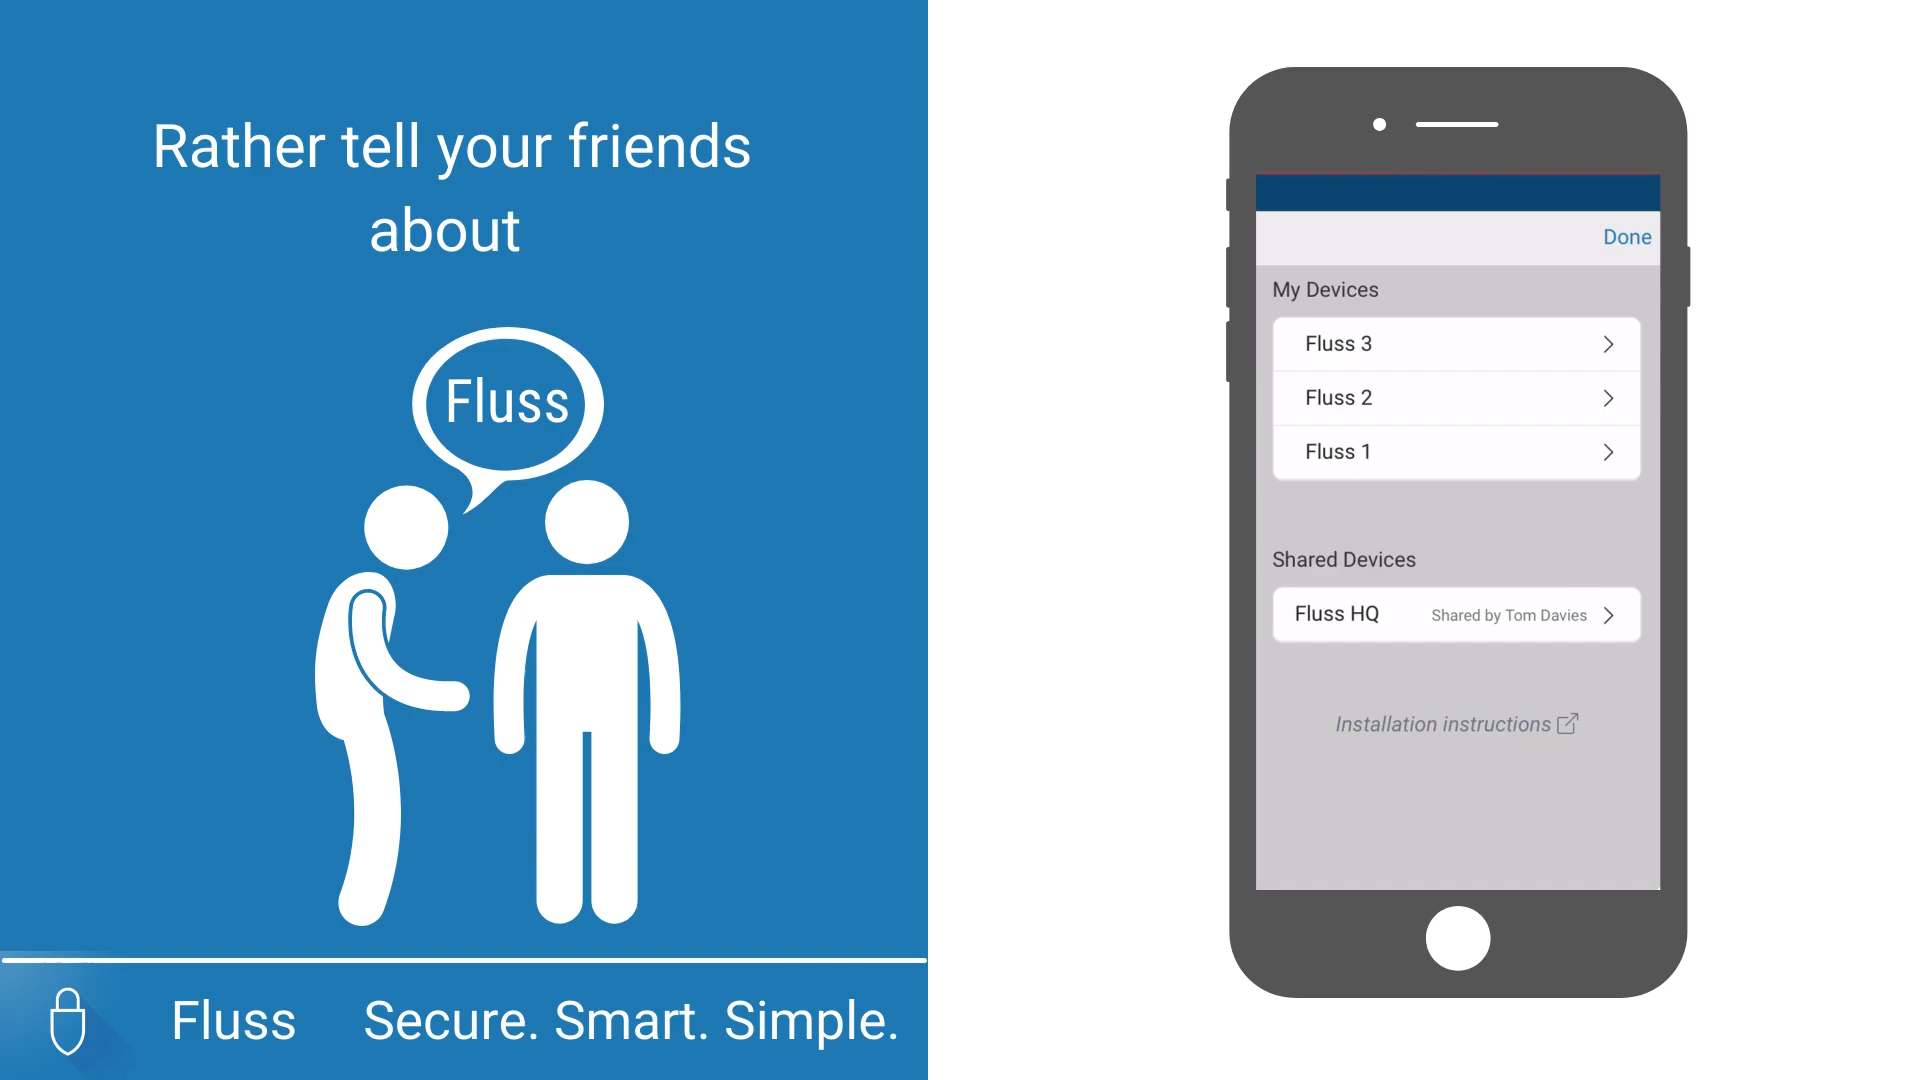 Rather tell your friends
about
Fluss
Fluss Secure. Smart. Simple.
Done
My Devices
Fluss 3
Fluss 2
Fluss 1
Shared Devices
Fluss HQ Shared by Tom Davies
Installation instructions